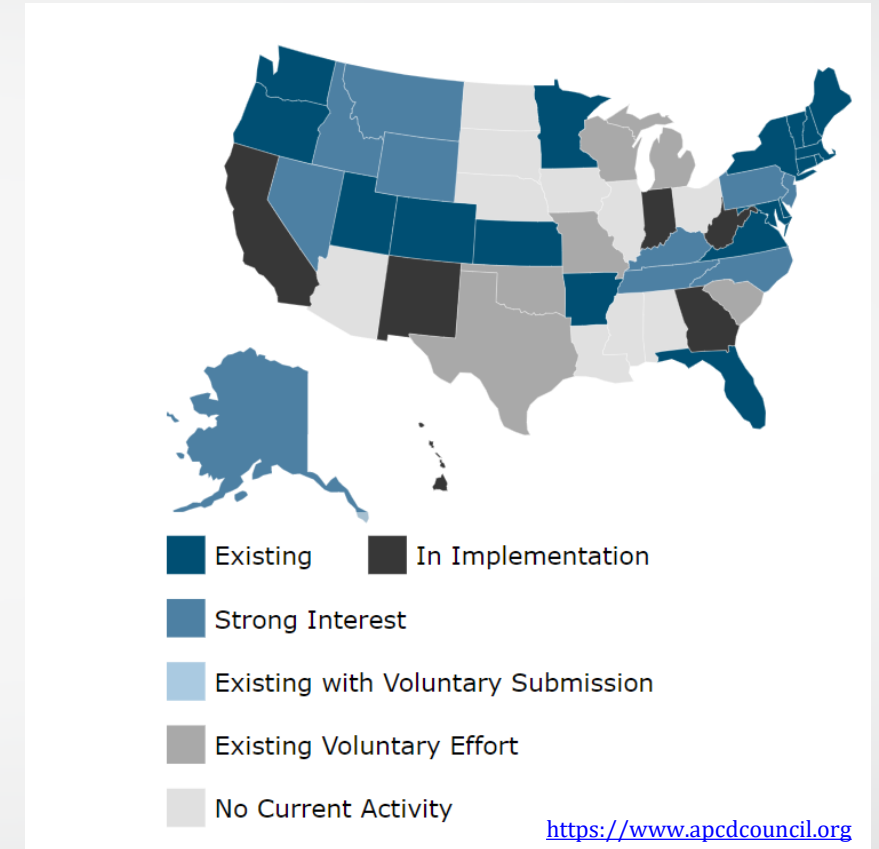 Existing
In Implementation
Strong Interest
Existing with Voluntary Submission
Existing Voluntary Effort
No Current Activity
https://www.apcdcouncil.org